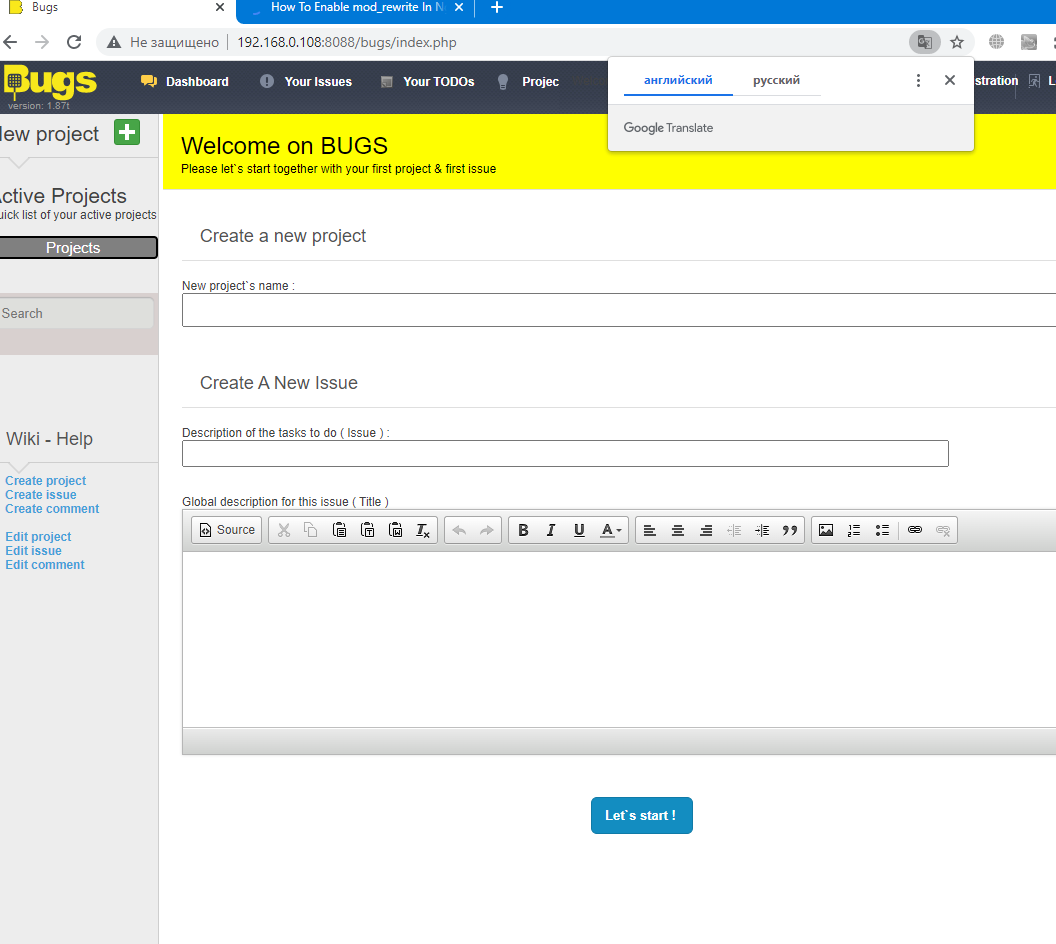 Bugs
How To Enable mod_rewrite In N
Не защищено
192.168.0.108:8088/bugs/index.php
Bugs
version: 1.87t
Dashboard
Your Issues
Your TODOs
Projec
английский
русский
Google Translate
stration
L
ew project
ctive Projects
uick list of your active projects
Projects
Search
Wiki - Help
Create project
Create issue
Create comment
Edit project
Edit issue
Edit comment
Welcome on BUGS
Please let`s start together with your first project & first issue
Create a new project
New project`s name :
Create A New Issue
Description of the tasks to do ( Issue ) :
Global description for this issue ( Title )
Source
Let`s start !